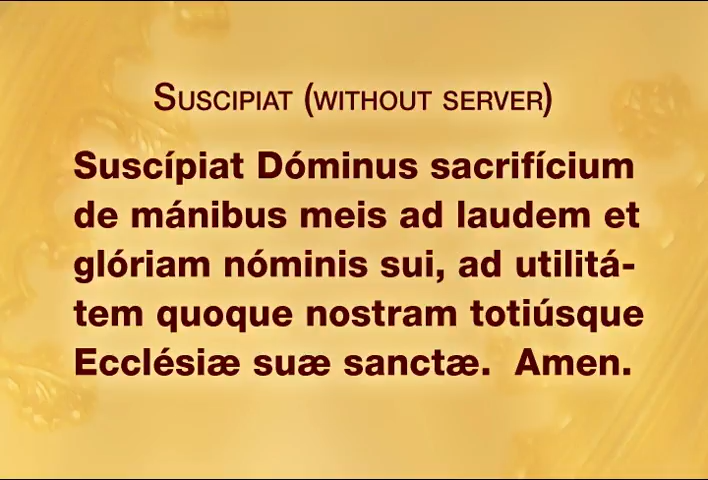 Suscipiat (without server)
Suscípiat Dóminus sacrifícium
de mánibus meis ad laudem et
glóriam nóminis sui, ad utilitá-
tem quoque nostram totiúsque
Ecclésiæ suæ sanctæ.  Amen.